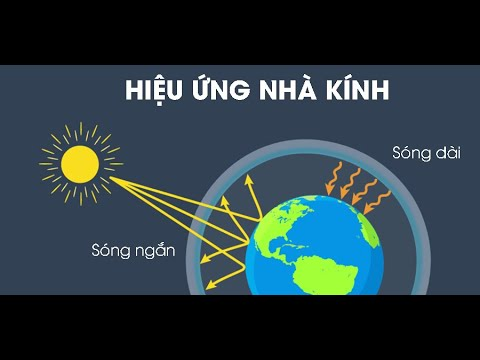 HIỆU ỨNG NHÀ KÍNH
Sóng dài
Sóng ngắn